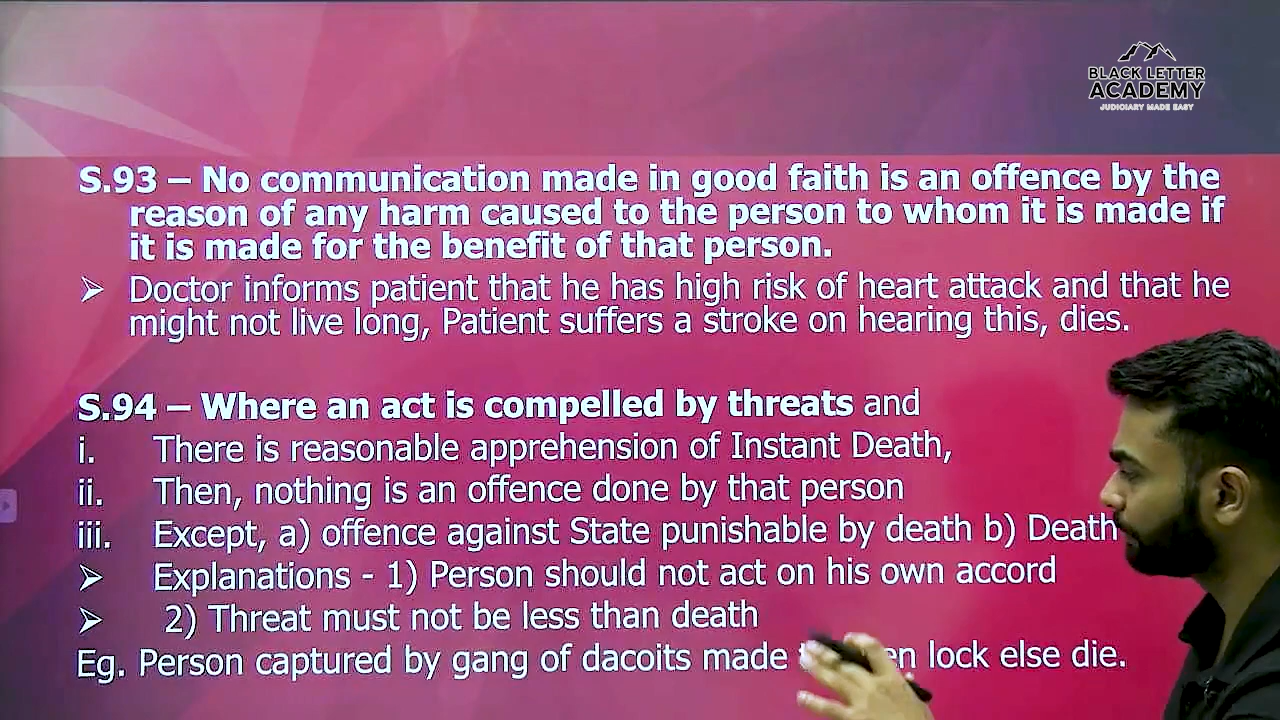 BLACK LETTER
ACADEMY
JUDICIARY MADE EASY
S.93 – No communication made in good faith is an offence by the
reason of any harm caused to the person to whom it is made if
it is made for the benefit of that person.
➢ Doctor informs patient that he has high risk of heart attack and that he
might not live long, Patient suffers a stroke on hearing this, dies.
S.94 – Where an act is compelled by threats and
i. There is reasonable apprehension of Instant Death,
ii. Then, nothing is an offence done by that person
iii. Except, a) offence against State punishable by death b) Death
➢ Explanations - 1) Person should not act on his own accord
➢ 2) Threat must not be less than death
Eg. Person captured by gang of dacoits made lock else die.